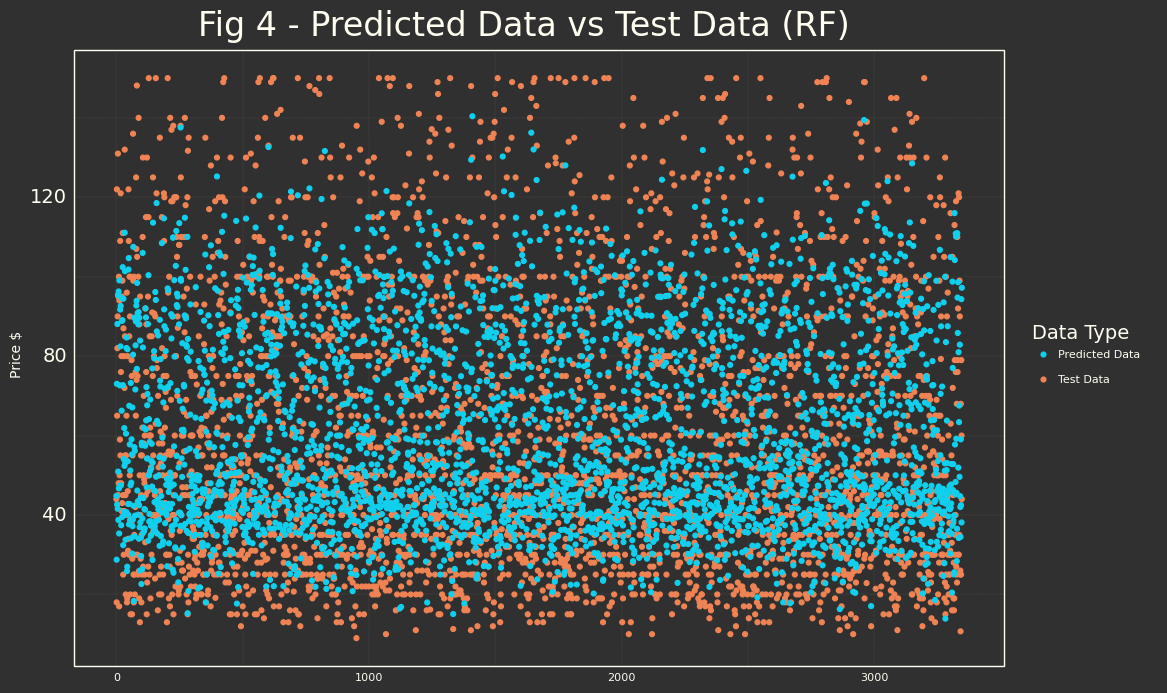 Fig 4 - Predicted Data vs Test Data (RF)
120
80
40
Price $
0 1000 2000 3000
Data Type
Predicted Data
Test Data